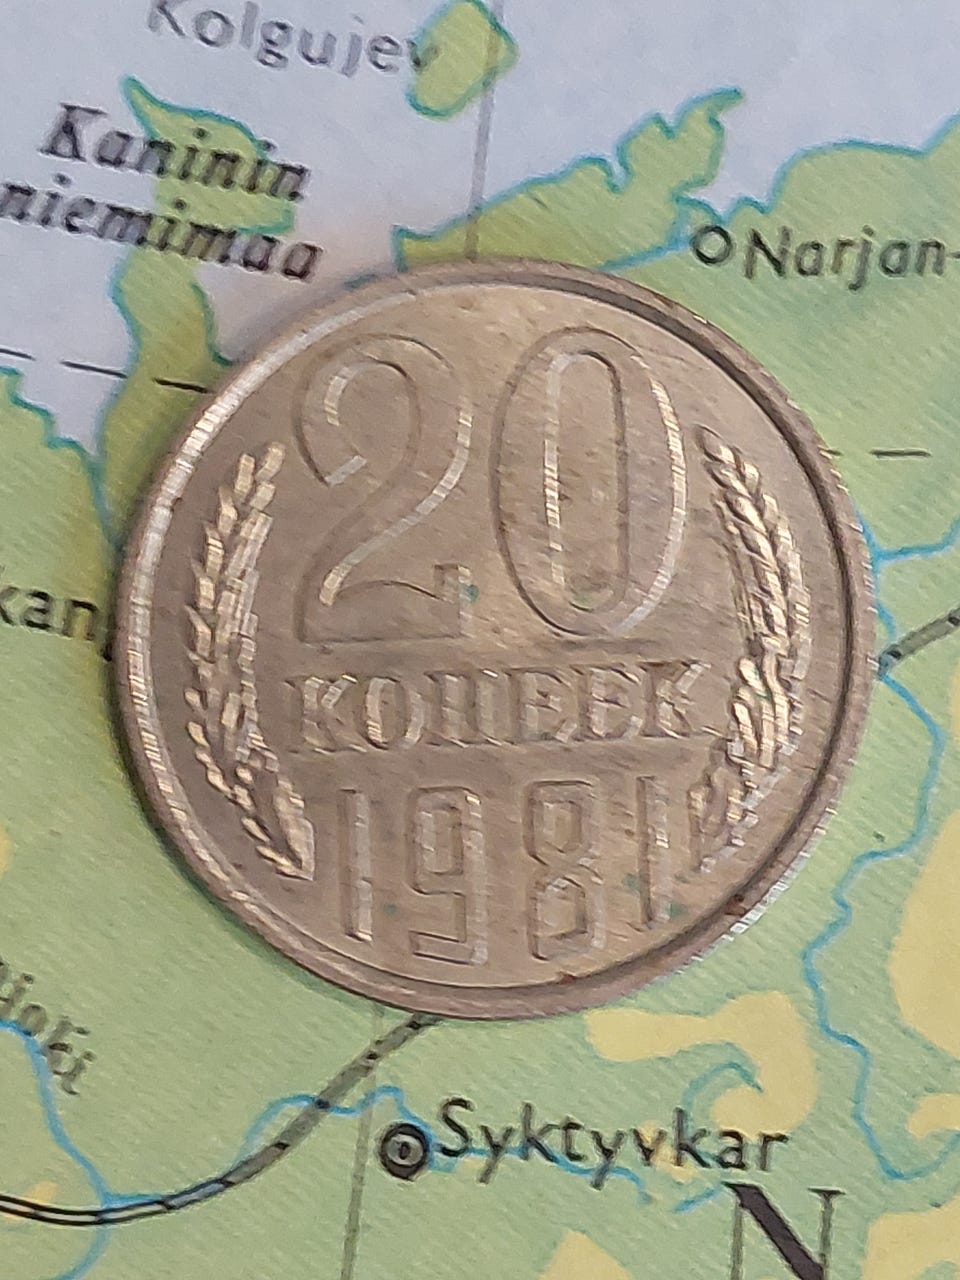 Kolgujev
Kaninin
niemimaa
Narjan-
20
КОПЕЕК
1981
Syktyvkar
N